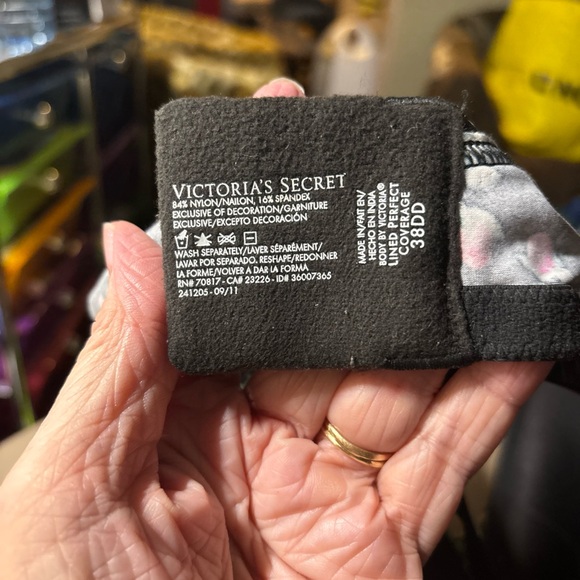 VICTORIA'S SECRET
84% NYLON/NAILON, 16% SPANDEX
EXCLUSIVE OF DECORATION/GARNITURE
EXCLUSIVE/EXCEPTO DECORACIÓN
WASH SEPARATELY/LAVER SÉPARÉMENT/
LAVAR POR SEPARADO. RESHAPE/REDONNER
LA FORME/VOLVER A DAR LA FORMA
RN# 70817 - CA# 23226 - ID# 36007365
241205 - 09/11
MADE IN/FAIT EN/
HECHO EN INDIA
BODY BY VICTORIA®
LINED PERFECT
COVERAGE
38DD